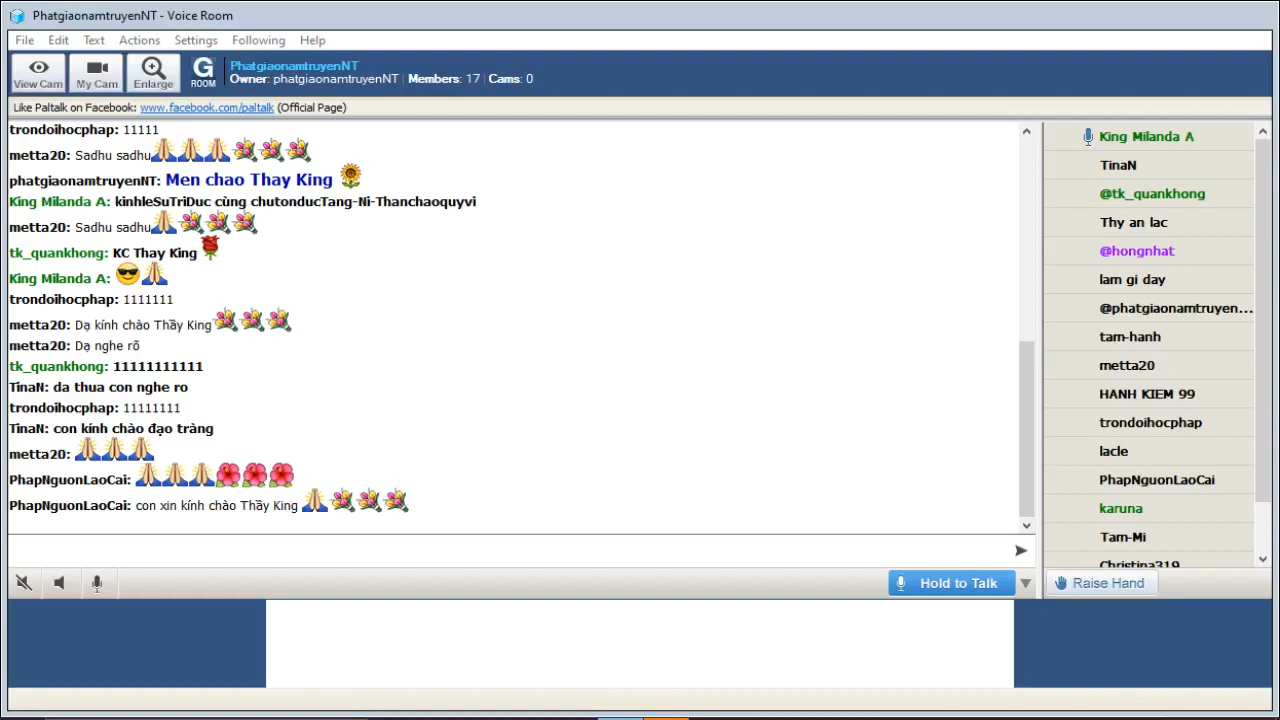 PhatgiaonamtruyenNT - Voice Room
File Edit Text Actions Settings Following Help
View Cam
My Cam
Enlarge
G ROOM
PhatgiaonamtruyenNT
Owner: phatgiaonamtruyenNT | Members: 17 | Cams: 0
Like Paltalk on Facebook: www.facebook.com/paltalk (Official Page)
trondoihocphap: 11111
metta20: Sadhu sadhu
phatgiaonamtruyenNT: Men chao Thay King
King Milanda A: kinhleSuTriDuc cùng chutonducTang-Ni-Thanchaoquyvi
metta20: Sadhu sadhu
tk_quankhong: KC Thay King
King Milanda A:
trondoihocphap: 1111111
metta20: Dạ kính chào Thầy King
metta20: Dạ nghe rõ
tk_quankhong: 11111111111
TinaN: da thua con nghe ro
trondoihocphap: 11111111
TinaN: con kính chào đạo tràng
metta20:
PhapNguonLaoCai:
PhapNguonLaoCai: con xin kính chào Thầy King
Hold to Talk
King Milanda A
TinaN
@tk_quankhong
Thy an lac
@hongnhat
lam gi day
@phatgiaonamtruyen...
tam-hanh
metta20
HANH KIEM 99
trondoihocphap
lacle
PhapNguonLaoCai
karuna
Tam-Mi
Christina319
Raise Hand